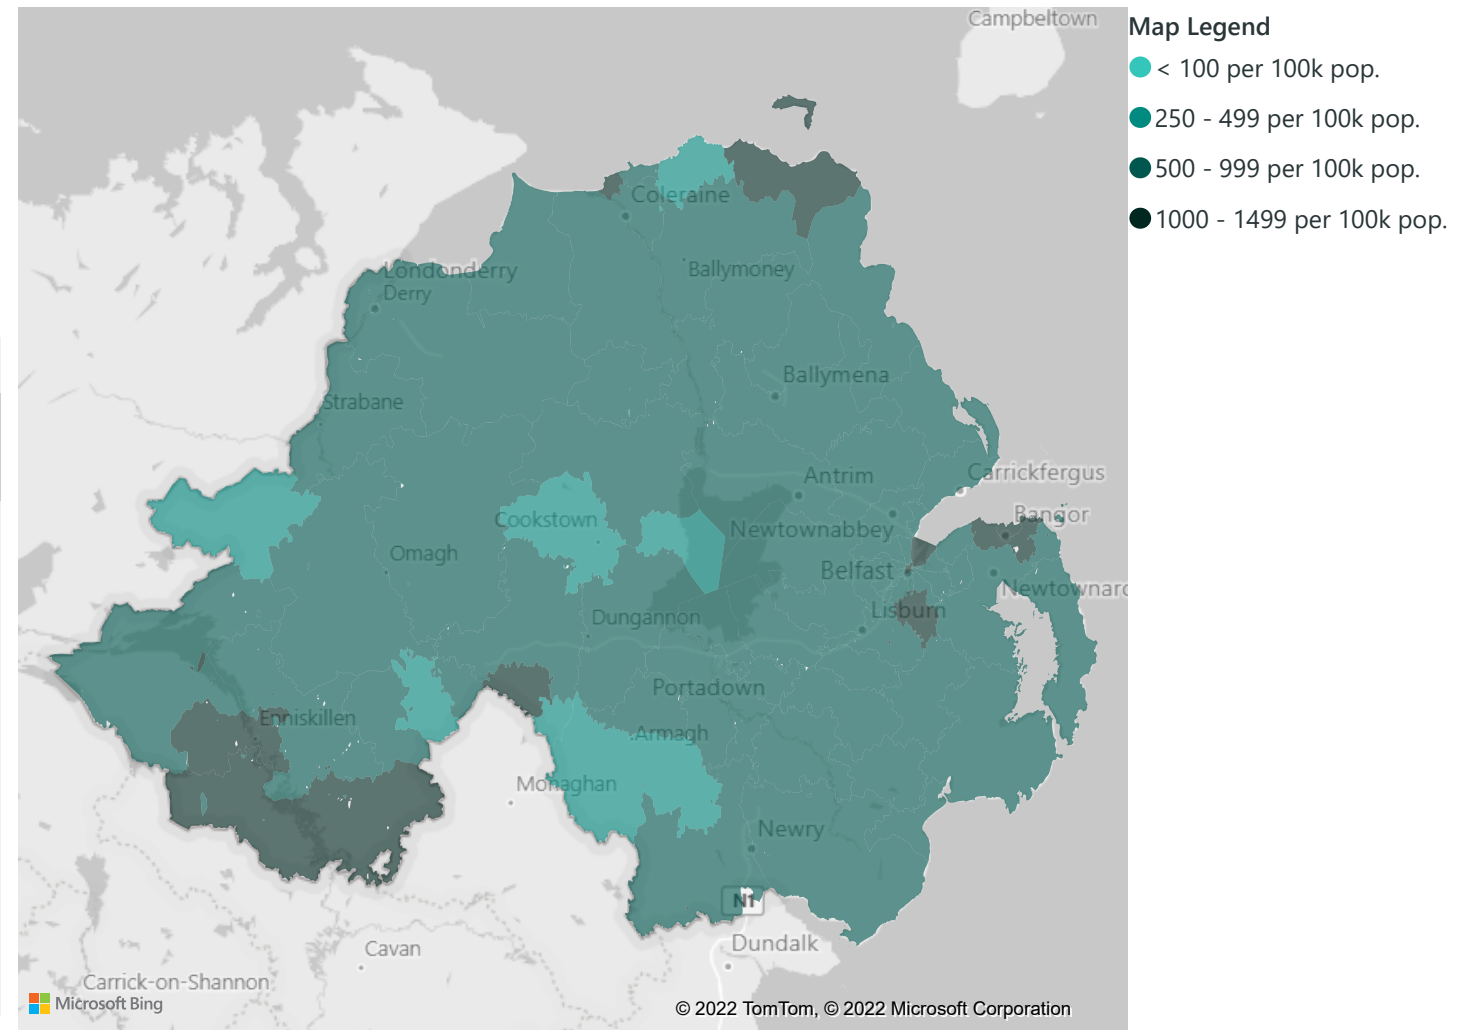 Campbeltown
Map Legend
< 100 per 100k pop.
250 - 499 per 100k pop.
500 - 999 per 100k pop.
1000 - 1499 per 100k pop.
Coleraine
Londonderry
Derry
Ballymoney
Ballymena
Strabane
Antrim
Carrickfergus
Cookstown
Newtownabbey
Bangor
Omagh
Belfast
Newtownard
Dungannon
Lisburn
Portadown
Enniskillen
Armagh
Monaghan
Newry
N1
Cavan
Dundalk
Carrick-on-Shannon
Microsoft Bing
© 2022 TomTom, © 2022 Microsoft Corporation